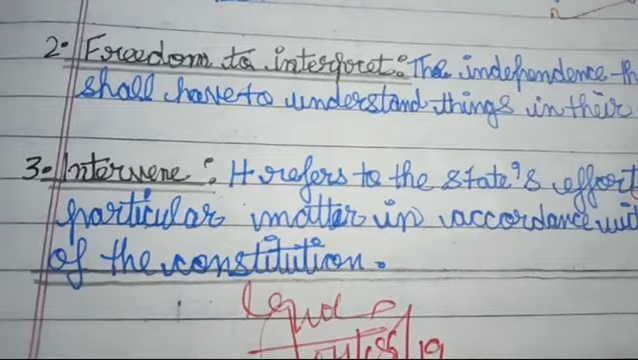 2. Freedom to interpret: The independence
shall have to understand things in their
3. Intervene: It refers to the state's effort
particular matter in accordance
of the constitution.